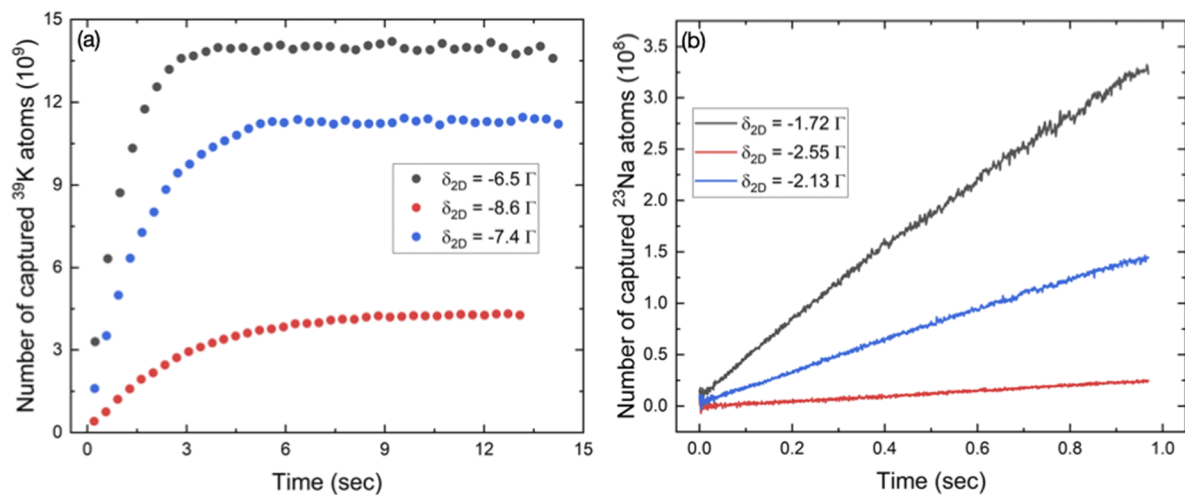 (a)
Number of captured ³⁹K atoms (10⁹)
15
12
9
6
3
0
δ₂D = -6.5 Γ
δ₂D = -8.6 Γ
δ₂D = -7.4 Γ
0 3 6 9 12 15
Time (sec)
(b)
Number of captured ²³Na atoms (10⁸)
3.5
3.0
2.5
2.0
1.5
1.0
0.5
0.0
δ₂D = -1.72 Γ
δ₂D = -2.55 Γ
δ₂D = -2.13 Γ
0.0 0.2 0.4 0.6 0.8 1.0
Time (sec)